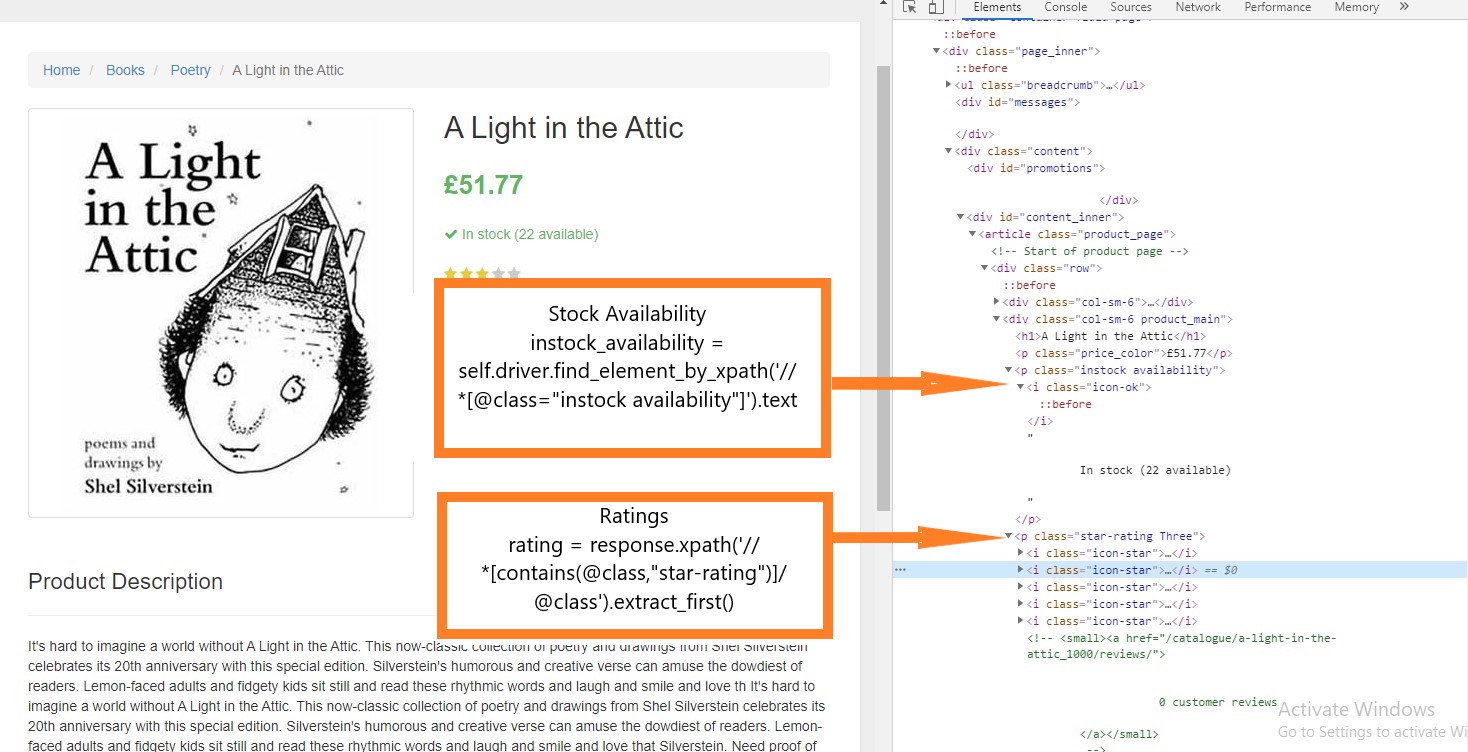 Home / Books / Poetry / A Light in the Attic
A Light
in the
Attic
poems and
drawings by
Shel Silverstein
A Light in the Attic
£51.77
In stock (22 available)
Stock Availability
instock_availability =
self.driver.find_element_by_xpath('//
*[@class="instock availability"]').text
Ratings
rating = response.xpath('//
*[contains(@class,"star-rating")]/
@class').extract_first()
Product Description
It's hard to imagine a world without A Light in the Attic. This now-classic collection of poetry and drawings from Shel Silverstein
celebrates its 20th anniversary with this special edition. Silverstein's humorous and creative verse can amuse the dowdiest of
readers. Lemon-faced adults and fidgety kids sit still and read these rhythmic words and laugh and smile and love th It's hard to
imagine a world without A Light in the Attic. This now-classic collection of poetry and drawings from Shel Silverstein celebrates its
20th anniversary with this special edition. Silverstein's humorous and creative verse can amuse the dowdiest of readers. Lemon-
faced adults and fidgety kids sit still and read these rhythmic words and laugh and smile and love that Silverstein. Need proof of
Elements Console Sources Network Performance Memory »
::before
<div class="page_inner">
::before
<ul class="breadcrumb">…</ul>
<div id="messages">
</div>
<div class="content">
<div id="promotions">
</div>
<div id="content_inner">
<article class="product_page">
<!-- Start of product page -->
<div class="row">
::before
<div class="col-sm-6">…</div>
<div class="col-sm-6 product_main">
<h1>A Light in the Attic</h1>
<p class="price_color">£51.77</p>
<p class="instock availability">
<i class="icon-ok">
::before
</i>
"
In stock (22 available)
"
</p>
<p class="star-rating Three">
<i class="icon-star">…</i>
<i class="icon-star">…</i> == $0
<i class="icon-star">…</i>
<i class="icon-star">…</i>
<i class="icon-star">…</i>
<!-- <small><a href="/catalogue/a-light-in-the-
attic_1000/reviews/">
0 customer reviews
</a></small>
-->
Activate Windows
Go to Settings to activate Wi